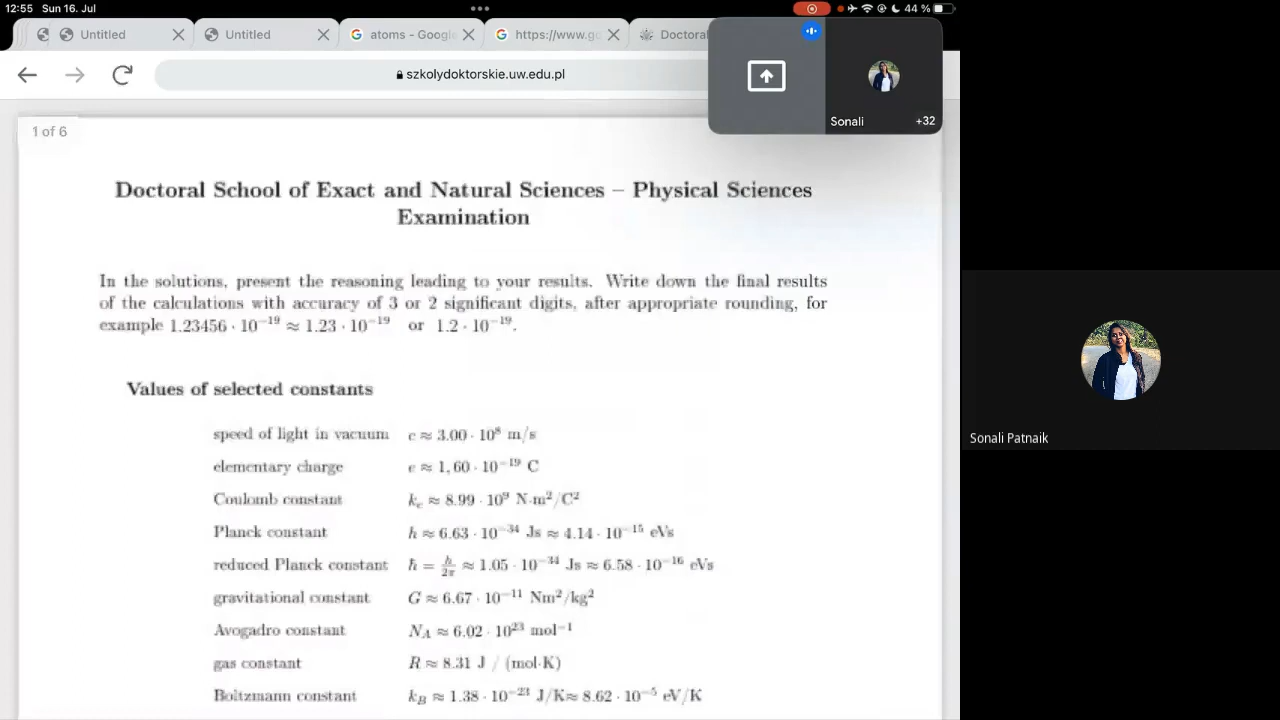 12:55 Sun 16. Jul
44 %
Untitled
Untitled
atoms - Google
https://www.go
Doctoral
szkolydoktorskie.uw.edu.pl
Sonali
+32
1 of 6
Doctoral School of Exact and Natural Sciences – Physical Sciences
Examination
In the solutions, present the reasoning leading to your results. Write down the final results
of the calculations with accuracy of 3 or 2 significant digits, after appropriate rounding, for
example 1.23456 · 10⁻¹⁹ ≈ 1.23 · 10⁻¹⁹ or 1.2 · 10⁻¹⁹.
Values of selected constants
speed of light in vacuum c ≈ 3.00 · 10⁸ m/s
elementary charge e ≈ 1,60 · 10⁻¹⁹ C
Coulomb constant kₑ ≈ 8.99 · 10⁹ N·m²/C²
Planck constant h ≈ 6.63 · 10⁻³⁴ Js ≈ 4.14 · 10⁻¹⁵ eVs
reduced Planck constant ℏ = h/2π ≈ 1.05 · 10⁻³⁴ Js ≈ 6.58 · 10⁻¹⁶ eVs
gravitational constant G ≈ 6.67 · 10⁻¹¹ Nm²/kg²
Avogadro constant N_A ≈ 6.02 · 10²³ mol⁻¹
gas constant R ≈ 8.31 J / (mol·K)
Boltzmann constant k_B ≈ 1.38 · 10⁻²³ J/K≈ 8.62 · 10⁻⁵ eV/K
Sonali Patnaik